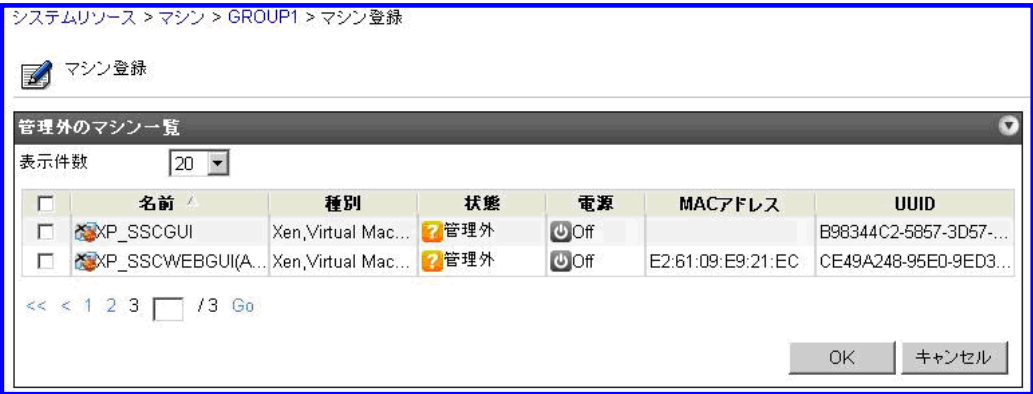 システムリソース > マシン > GROUP1 > マシン登録
マシン登録
管理外のマシン一覧
表示件数 20
名前 種別 状態 電源 MACアドレス UUID
XP_SSCGUI Xen,Virtual Mac... 管理外 Off B98344C2-5857-3D57-...
XP_SSCWEBGUI(A... Xen,Virtual Mac... 管理外 Off E2:61:09:E9:21:EC CE49A248-95E0-9ED3...
<< < 1 2 3 / 3 Go
OK キャンセル